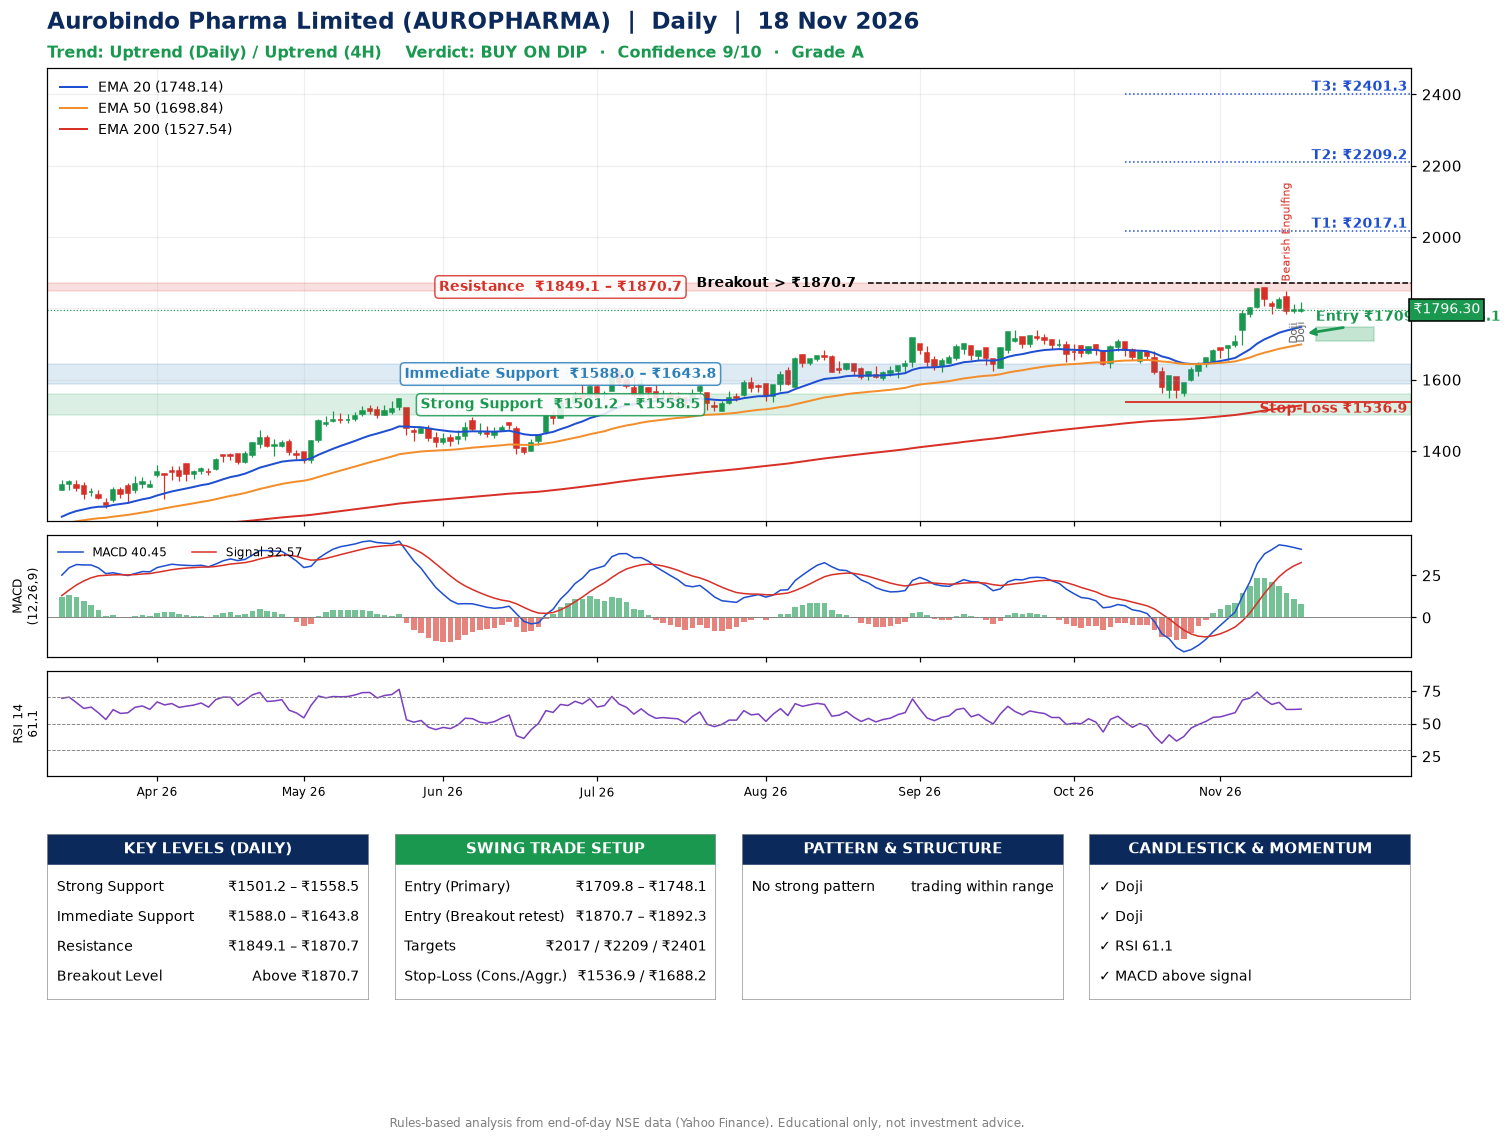 Aurobindo Pharma Limited (AUROPHARMA)  |  Daily  |  18 Nov 2026
Trend: Uptrend (Daily) / Uptrend (4H)    Verdict: BUY ON DIP  ·  Confidence 9/10  ·  Grade A
EMA 20 (1748.14)
EMA 50 (1698.84)
EMA 200 (1527.54)
T3: ₹2401.3
T2: ₹2209.2
T1: ₹2017.1
Bearish Engulfing
Resistance  ₹1849.1 – ₹1870.7
Breakout > ₹1870.7
₹1796.30
Entry ₹1709
.1
Doji
Doji
Immediate Support  ₹1588.0 – ₹1643.8
Strong Support  ₹1501.2 – ₹1558.5
Stop-Loss ₹1536.9
2400
2200
2000
1600
1400
MACD 40.45
Signal 32.57
MACD
(12,26,9)
25
0
RSI 14
61.1
75
50
25
Apr 26
May 26
Jun 26
Jul 26
Aug 26
Sep 26
Oct 26
Nov 26
KEY LEVELS (DAILY)
Strong Support ₹1501.2 – ₹1558.5
Immediate Support ₹1588.0 – ₹1643.8
Resistance ₹1849.1 – ₹1870.7
Breakout Level Above ₹1870.7
SWING TRADE SETUP
Entry (Primary) ₹1709.8 – ₹1748.1
Entry (Breakout retest) ₹1870.7 – ₹1892.3
Targets ₹2017 / ₹2209 / ₹2401
Stop-Loss (Cons./Aggr.) ₹1536.9 / ₹1688.2
PATTERN & STRUCTURE
No strong pattern trading within range
CANDLESTICK & MOMENTUM
✓ Doji
✓ Doji
✓ RSI 61.1
✓ MACD above signal
Rules-based analysis from end-of-day NSE data (Yahoo Finance). Educational only, not investment advice.